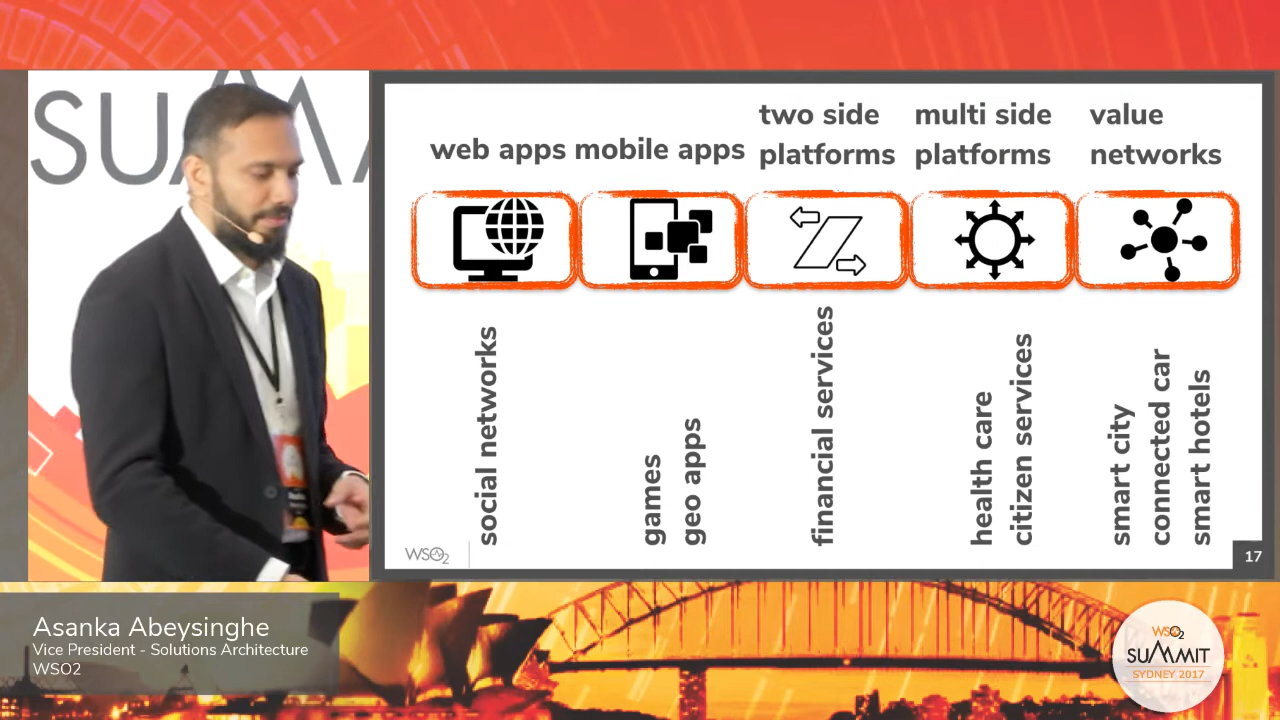 SUMM
web apps
mobile apps
two side
platforms
multi side
platforms
value
networks
social networks
games
geo apps
financial services
health care
citizen services
smart city
connected car
smart hotels
WSO2
17
Asanka Abeysinghe
Vice President - Solutions Architecture
WSO2
WSO2
SUMMIT
SYDNEY 2017